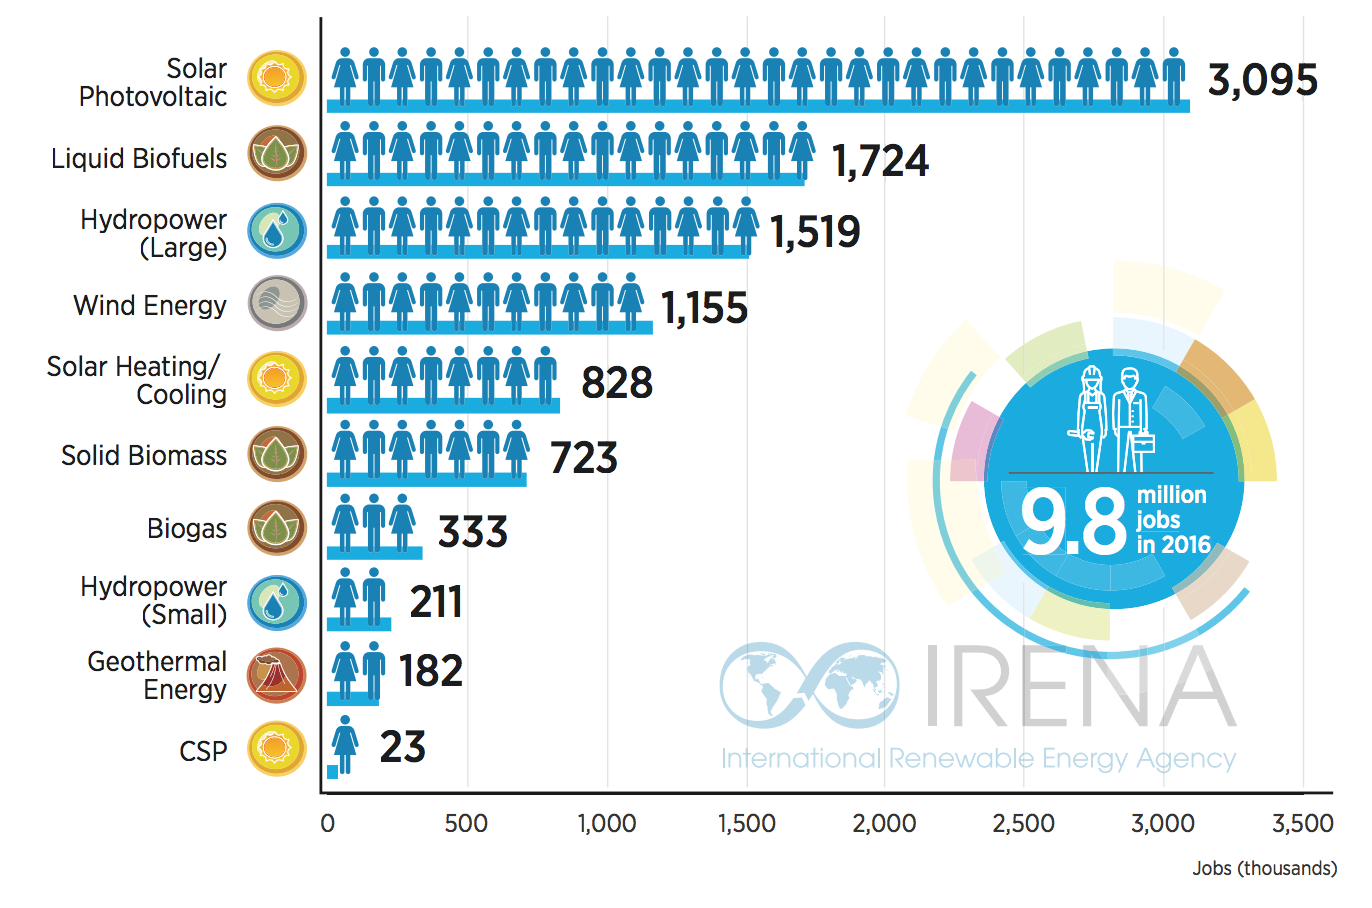 Solar
Photovoltaic
3,095
Liquid Biofuels
1,724
Hydropower
(Large)
1,519
Wind Energy
1,155
Solar Heating/
Cooling
828
Solid Biomass
723
Biogas
333
Hydropower
(Small)
211
Geothermal
Energy
182
CSP
23
9.8 million
jobs
in 2016
IRENA
International Renewable Energy Agency
0 500 1,000 1,500 2,000 2,500 3,000 3,500
Jobs (thousands)